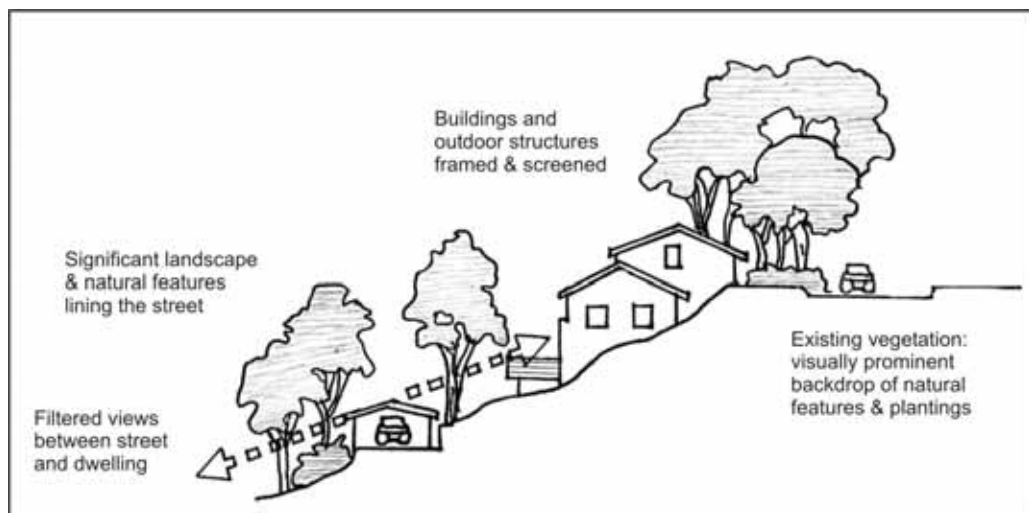 Buildings and
outdoor structures
framed & screened
Significant landscape
& natural features
lining the street
Existing vegetation:
visually prominent
backdrop of natural
features & plantings
Filtered views
between street
and dwelling